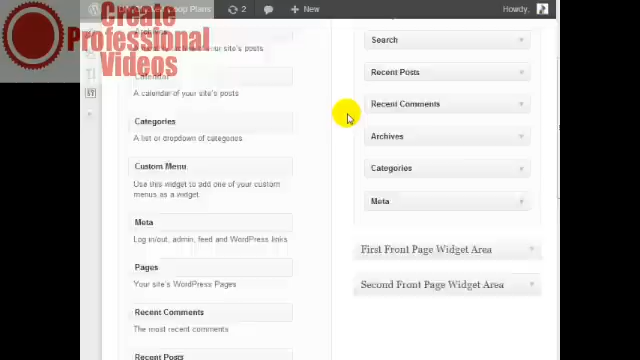 Create
Professional
Videos
op Plans
2
New
Howdy,
A calendar of your site's posts
Categories
A list or dropdown of categories
Custom Menu
Use this widget to add one of your custom
menus as a widget.
Meta
Log in/out, admin, feed and WordPress links
Pages
Your site's WordPress Pages
Recent Comments
The most recent comments
Recent Posts
Search
Recent Posts
Recent Comments
Archives
Categories
Meta
First Front Page Widget Area
Second Front Page Widget Area